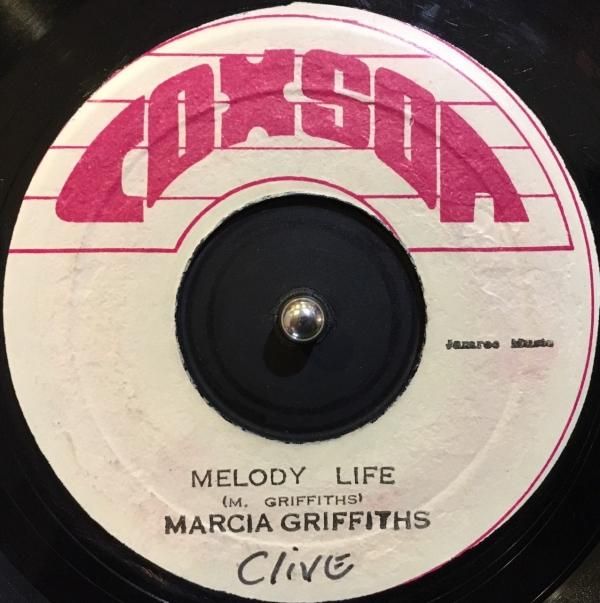 COXSON
Jamrec Music
MELODY LIFE
(M. GRIFFITHS)
MARCIA GRIFFITHS
Clive